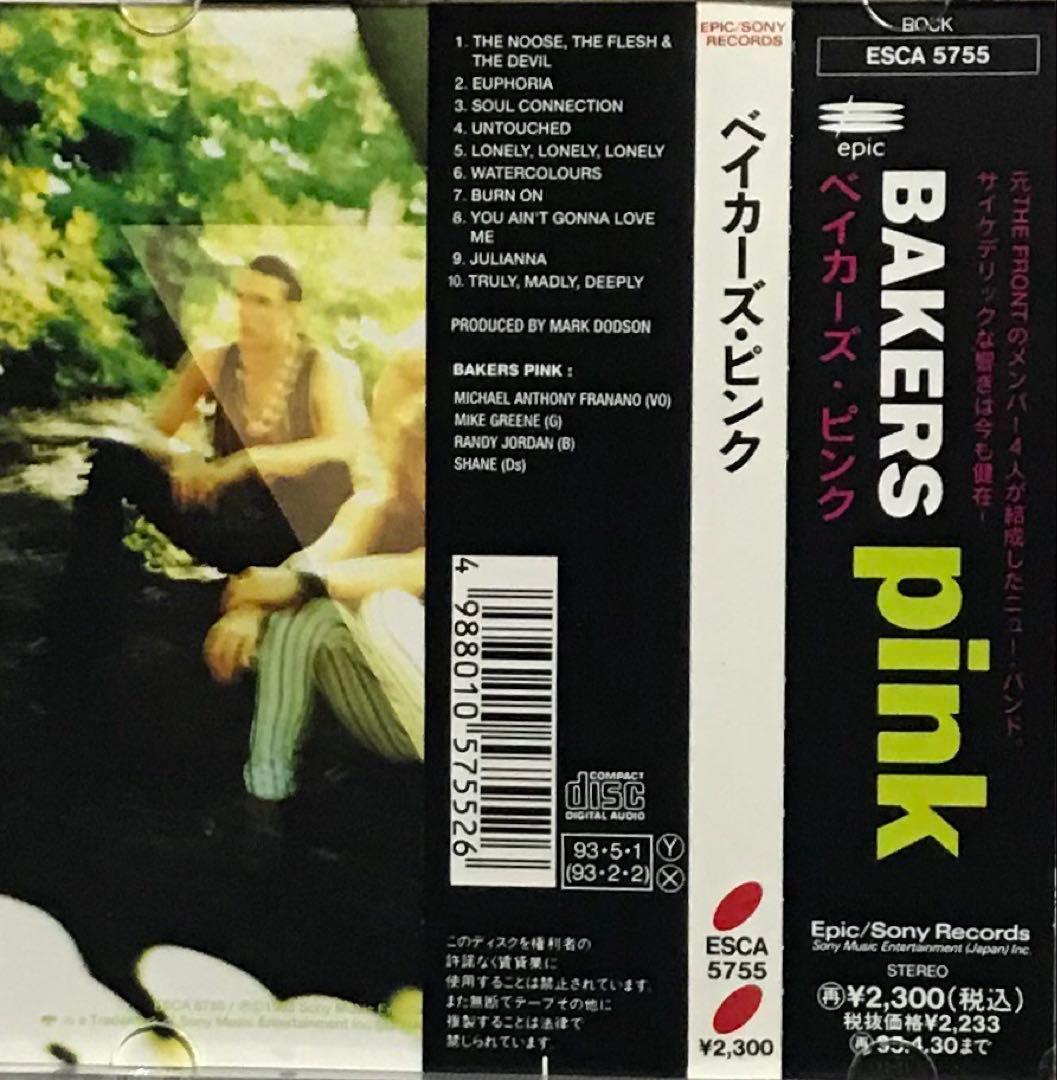 1. THE NOOSE, THE FLESH &
THE DEVIL
2. EUPHORIA
3. SOUL CONNECTION
4. UNTOUCHED
5. LONELY, LONELY, LONELY
6. WATERCOLOURS
7. BURN ON
8. YOU AIN'T GONNA LOVE
ME
9. JULIANNA
10. TRULY, MADLY, DEEPLY
PRODUCED BY MARK DODSON
BAKERS PINK :
MICHAEL ANTHONY FRANANO (VO)
MIKE GREENE (G)
RANDY JORDAN (B)
SHANE (Ds)
4 988010 575526
COMPACT
disc
DIGITAL AUDIO
93・5・1
(93・2・2)
Y
X
このディスクを権利者の
許諾なく賃貸業に
使用することは禁止されています。
また無断でテープその他に
複製することは法律で
禁じられています。
EPIC/SONY
RECORDS
ベイカーズ・ピンク
ESCA
5755
¥2,300
ROCK
ESCA 5755
epic
元THE FRONTのメンバー4人が結成したニュー・バンド。
サイケデリックな響きは今も健在!
BAKERS pink
ベイカーズ・ピンク
Epic/Sony Records
Sony Music Entertainment (Japan) Inc.
STEREO
再¥2,300(税込)
税抜価格¥2,233
4.30まで